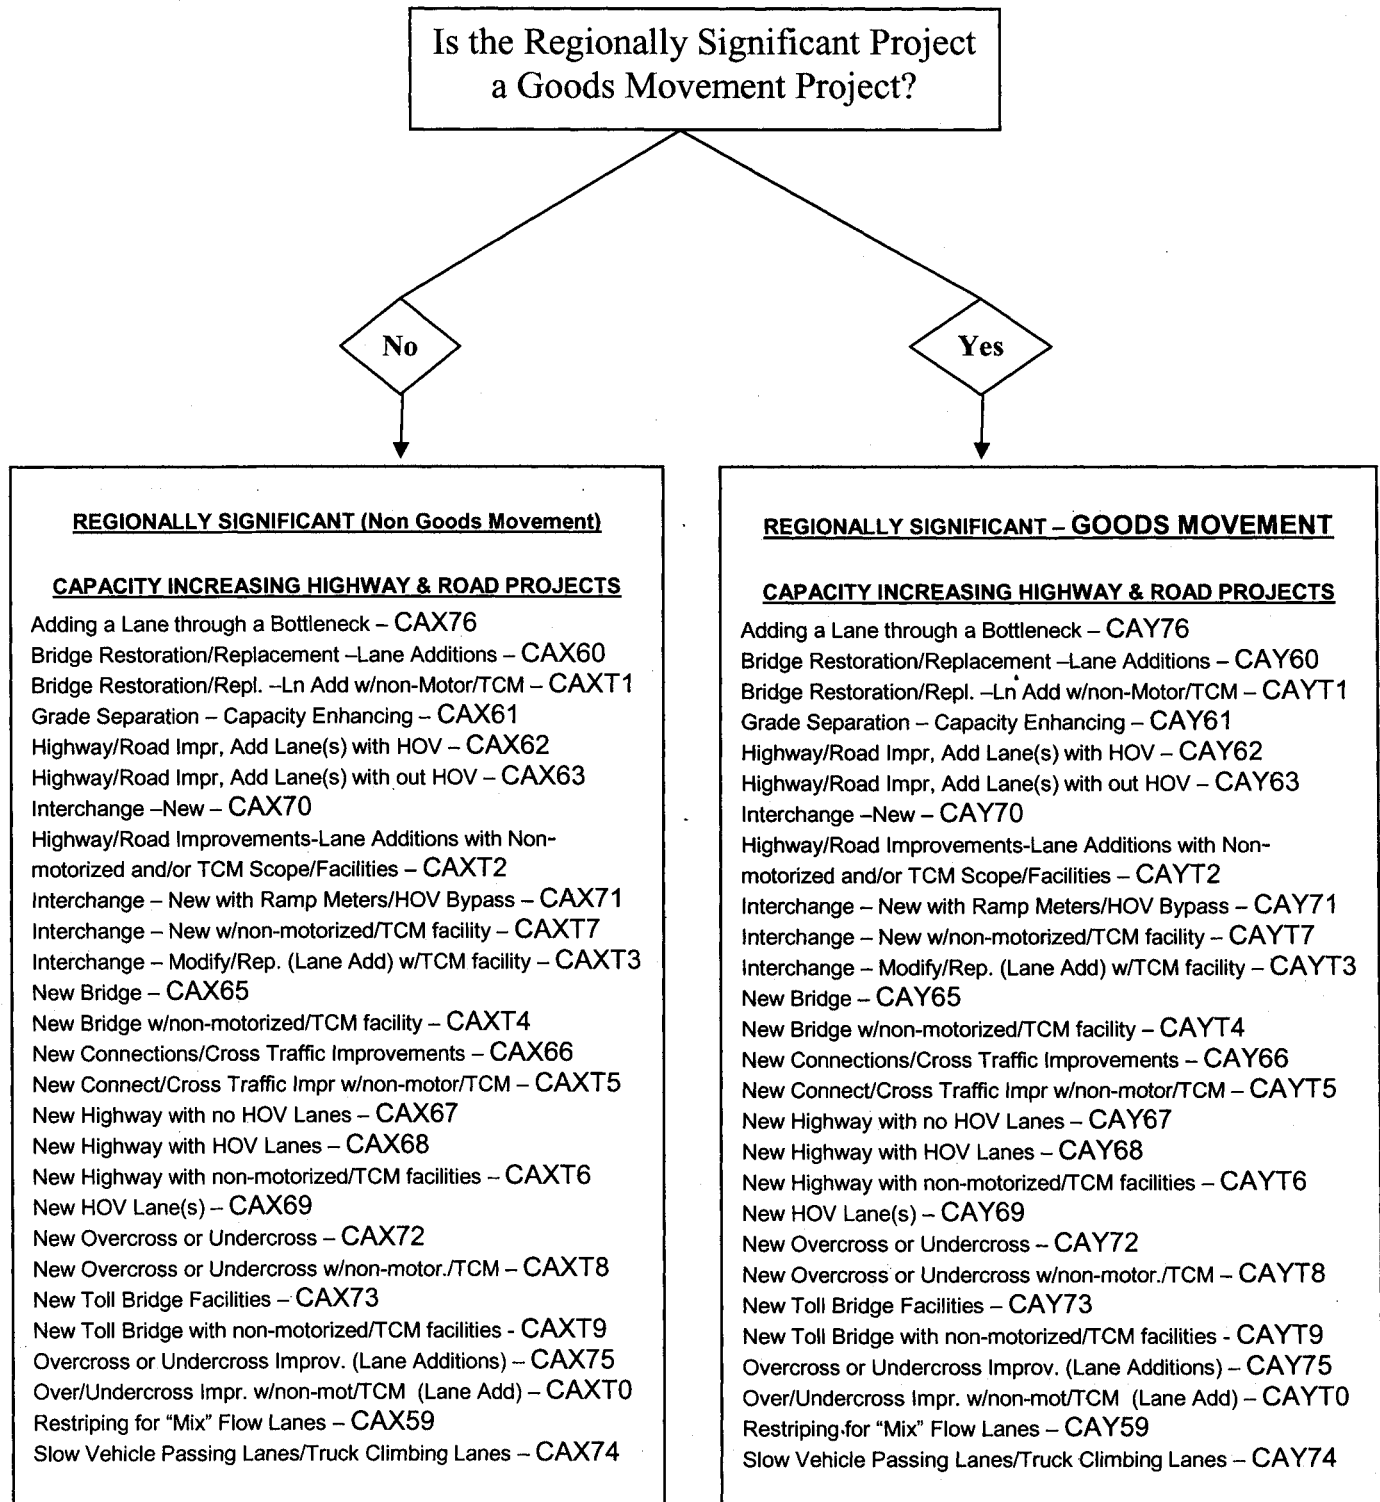 Is the Regionally Significant Project
a Goods Movement Project?
No
Yes
REGIONALLY SIGNIFICANT (Non Goods Movement)
CAPACITY INCREASING HIGHWAY & ROAD PROJECTS
Adding a Lane through a Bottleneck – CAX76
Bridge Restoration/Replacement –Lane Additions – CAX60
Bridge Restoration/Repl. –Ln Add w/non-Motor/TCM – CAXT1
Grade Separation – Capacity Enhancing – CAX61
Highway/Road Impr, Add Lane(s) with HOV – CAX62
Highway/Road Impr, Add Lane(s) with out HOV – CAX63
Interchange –New – CAX70
Highway/Road Improvements-Lane Additions with Non-
motorized and/or TCM Scope/Facilities – CAXT2
Interchange – New with Ramp Meters/HOV Bypass – CAX71
Interchange – New w/non-motorized/TCM facility – CAXT7
Interchange – Modify/Rep. (Lane Add) w/TCM facility – CAXT3
New Bridge – CAX65
New Bridge w/non-motorized/TCM facility – CAXT4
New Connections/Cross Traffic Improvements – CAX66
New Connect/Cross Traffic Impr w/non-motor/TCM – CAXT5
New Highway with no HOV Lanes – CAX67
New Highway with HOV Lanes – CAX68
New Highway with non-motorized/TCM facilities – CAXT6
New HOV Lane(s) – CAX69
New Overcross or Undercross – CAX72
New Overcross or Undercross w/non-motor./TCM – CAXT8
New Toll Bridge Facilities – CAX73
New Toll Bridge with non-motorized/TCM facilities - CAXT9
Overcross or Undercross Improv. (Lane Additions) – CAX75
Over/Undercross Impr. w/non-mot/TCM (Lane Add) – CAXT0
Restriping for “Mix” Flow Lanes – CAX59
Slow Vehicle Passing Lanes/Truck Climbing Lanes – CAX74
REGIONALLY SIGNIFICANT – GOODS MOVEMENT
CAPACITY INCREASING HIGHWAY & ROAD PROJECTS
Adding a Lane through a Bottleneck – CAY76
Bridge Restoration/Replacement –Lane Additions – CAY60
Bridge Restoration/Repl. –Ln Add w/non-Motor/TCM – CAYT1
Grade Separation – Capacity Enhancing – CAY61
Highway/Road Impr, Add Lane(s) with HOV – CAY62
Highway/Road Impr, Add Lane(s) with out HOV – CAY63
Interchange –New – CAY70
Highway/Road Improvements-Lane Additions with Non-
motorized and/or TCM Scope/Facilities – CAYT2
Interchange – New with Ramp Meters/HOV Bypass – CAY71
Interchange – New w/non-motorized/TCM facility – CAYT7
Interchange – Modify/Rep. (Lane Add) w/TCM facility – CAYT3
New Bridge – CAY65
New Bridge w/non-motorized/TCM facility – CAYT4
New Connections/Cross Traffic Improvements – CAY66
New Connect/Cross Traffic Impr w/non-motor/TCM – CAYT5
New Highway with no HOV Lanes – CAY67
New Highway with HOV Lanes – CAY68
New Highway with non-motorized/TCM facilities – CAYT6
New HOV Lane(s) – CAY69
New Overcross or Undercross – CAY72
New Overcross or Undercross w/non-motor./TCM – CAYT8
New Toll Bridge Facilities – CAY73
New Toll Bridge with non-motorized/TCM facilities - CAYT9
Overcross or Undercross Improv. (Lane Additions) – CAY75
Over/Undercross Impr. w/non-mot/TCM (Lane Add) – CAYT0
Restriping for “Mix” Flow Lanes – CAY59
Slow Vehicle Passing Lanes/Truck Climbing Lanes – CAY74